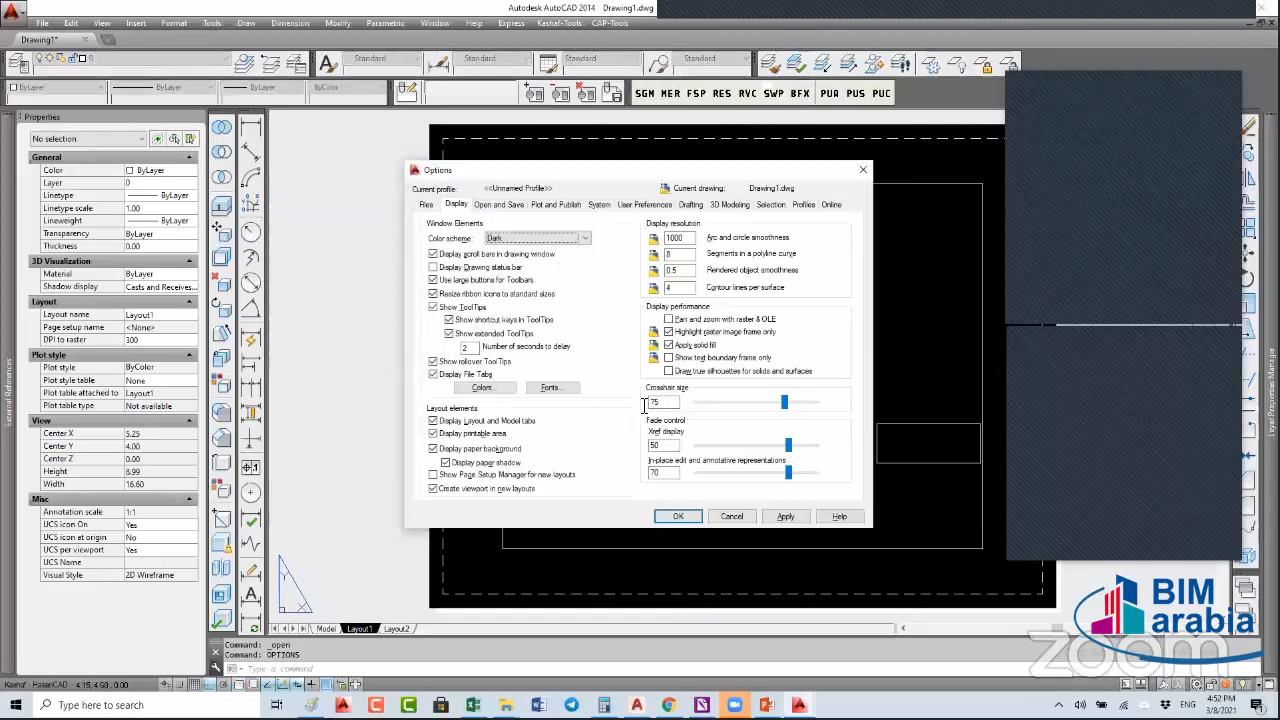 Autodesk AutoCAD 2014 Drawing1.dwg
File Edit View Insert Format Tools Draw Dimension Modify Parametric Window Help Express Kashaf-Tools CAP-Tools
Drawing1*
Standard Standard Standard Standard
ByLayer ByLayer ByLayer ByColor SGN MER FSP RES RVC SWP BFX PUA PUS PUC
Properties
No selection
General
Color ByLayer
Layer 0
Linetype ByLayer
Linetype scale 1.00
Lineweight ByLayer
Transparency ByLayer
Thickness 0.00
3D Visualization
Material ByLayer
Shadow display Casts and Receives...
Layout
Layout name Layout1
Page setup name <None>
DPI to raster 300
Plot style
Plot style ByColor
Plot style table None
Plot table attached to Layout1
Plot table type Not available
View
Center X 5.25
Center Y 4.00
Center Z 0.00
Height 8.99
Width 16.60
Misc
Annotation scale 1:1
UCS icon On Yes
UCS icon at origin No
UCS per viewport Yes
UCS Name
Visual Style 2D Wireframe
External References
Layer Properties Manager
Options
Current profile: <<Unnamed Profile>> Current drawing: Drawing1.dwg
Files Display Open and Save Plot and Publish System User Preferences Drafting 3D Modeling Selection Profiles Online
Window Elements
Color scheme: Dark
Display scroll bars in drawing window
Display Drawing status bar
Use large buttons for Toolbars
Resize ribbon icons to standard sizes
Show ToolTips
Show shortcut keys in ToolTips
Show extended ToolTips
2 Number of seconds to delay
Show rollover ToolTips
Display File Tabs
Colors... Fonts...
Layout elements
Display Layout and Model tabs
Display printable area
Display paper background
Display paper shadow
Show Page Setup Manager for new layouts
Create viewport in new layouts
Display resolution
1000 Arc and circle smoothness
8 Segments in a polyline curve
0.5 Rendered object smoothness
4 Contour lines per surface
Display performance
Pan and zoom with raster & OLE
Highlight raster image frame only
Apply solid fill
Show text boundary frame only
Draw true silhouettes for solids and surfaces
Crosshair size
75
Fade control
Xref display
50
In-place edit and annotative representations
70
OK Cancel Apply Help
Y
Model Layout1 Layout2
Command: _open
Command: OPTIONS
Type a command
Kashaf - HasenCAD 4.15, 4.68, 0.00
BIM
arabia
zoom
Type here to search
4:52 PM
3/8/2021